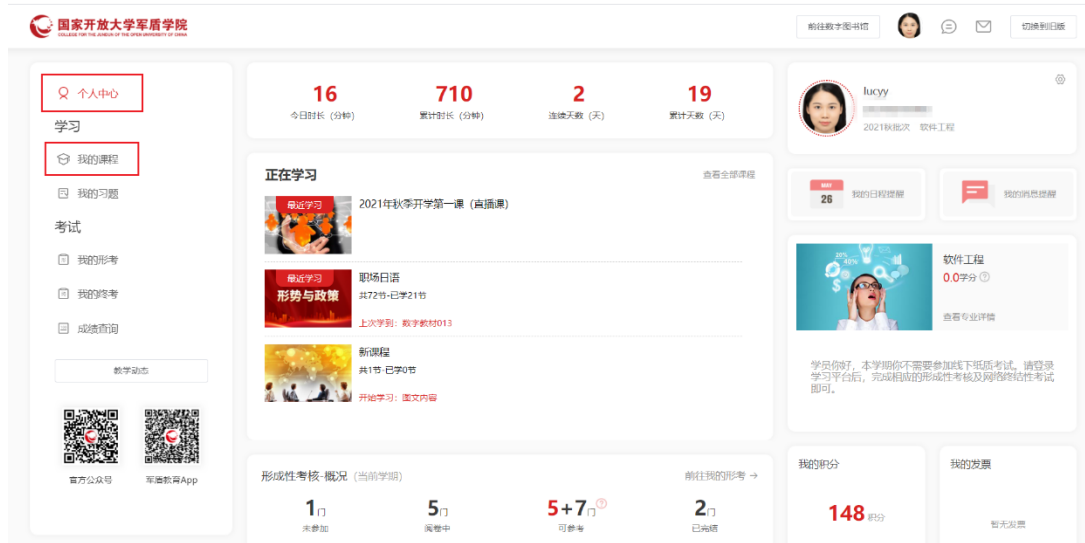 国家开放大学军盾学院
COLLEGE FOR THE JUNDUN OF THE OPEN UNIVERSITY OF CHINA
前往数字图书馆
切换到旧版
个人中心
学习
我的课程
我的习题
考试
我的形考
我的终考
成绩查询
教学动态
官方公众号
军盾教育App
16
710
2
19
今日时长（分钟）
累计时长（分钟）
连续天数（天）
累计天数（天）
正在学习
查看全部课程
最近学习
2021年秋季开学第一课（直播课）
最近学习
形势与政策
职场日语
共72节-已学21节
上次学到：数字教材013
新课程
共1节-已学0节
开始学习：图文内容
形成性考核-概况（当前学期）
前往我的形考→
1门
5门
5+7门
2门
未参加
阅卷中
可参考
已完结
lucyy
2021秋批次 软件工程
MAY
26
我的日程提醒
我的消息提醒
20%
40%
软件工程
0.0学分
查看专业详情
学员你好，本学期你不需要参加线下纸质考试。请登录
学习平台后，完成相应的形成性考核及网络终结性考试
即可。
我的积分
148积分
我的发票
暂无发票